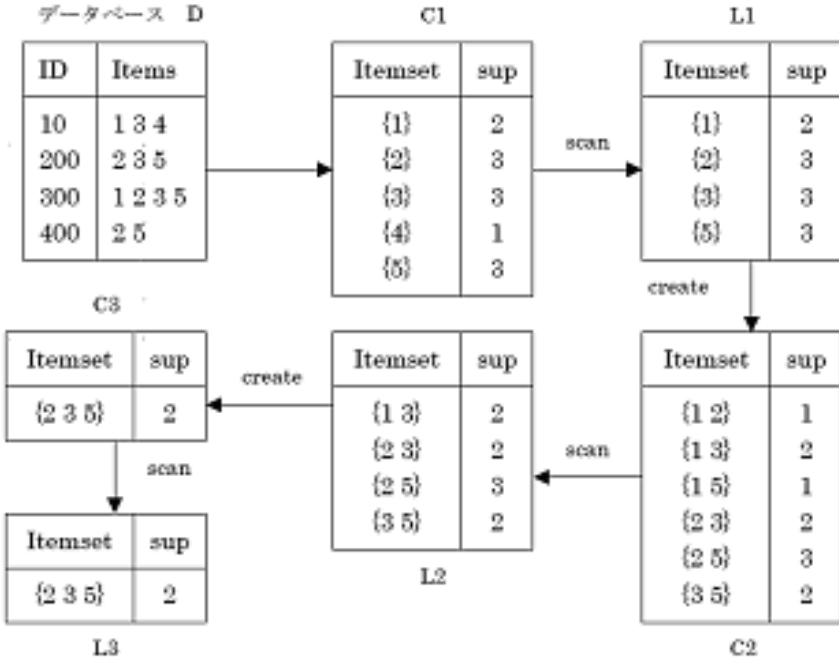 データベース D
ID Items
10 1 3 4
200 2 3 5
300 1 2 3 5
400 2 5
C1
Itemset sup
{1} 2
{2} 3
{3} 3
{4} 1
{5} 3
scan
L1
Itemset sup
{1} 2
{2} 3
{3} 3
{5} 3
create
Itemset sup
{1 2} 1
{1 3} 2
{1 5} 1
{2 3} 2
{2 5} 3
{3 5} 2
C2
scan
Itemset sup
{1 3} 2
{2 3} 2
{2 5} 3
{3 5} 2
L2
create
C3
Itemset sup
{2 3 5} 2
scan
Itemset sup
{2 3 5} 2
L3